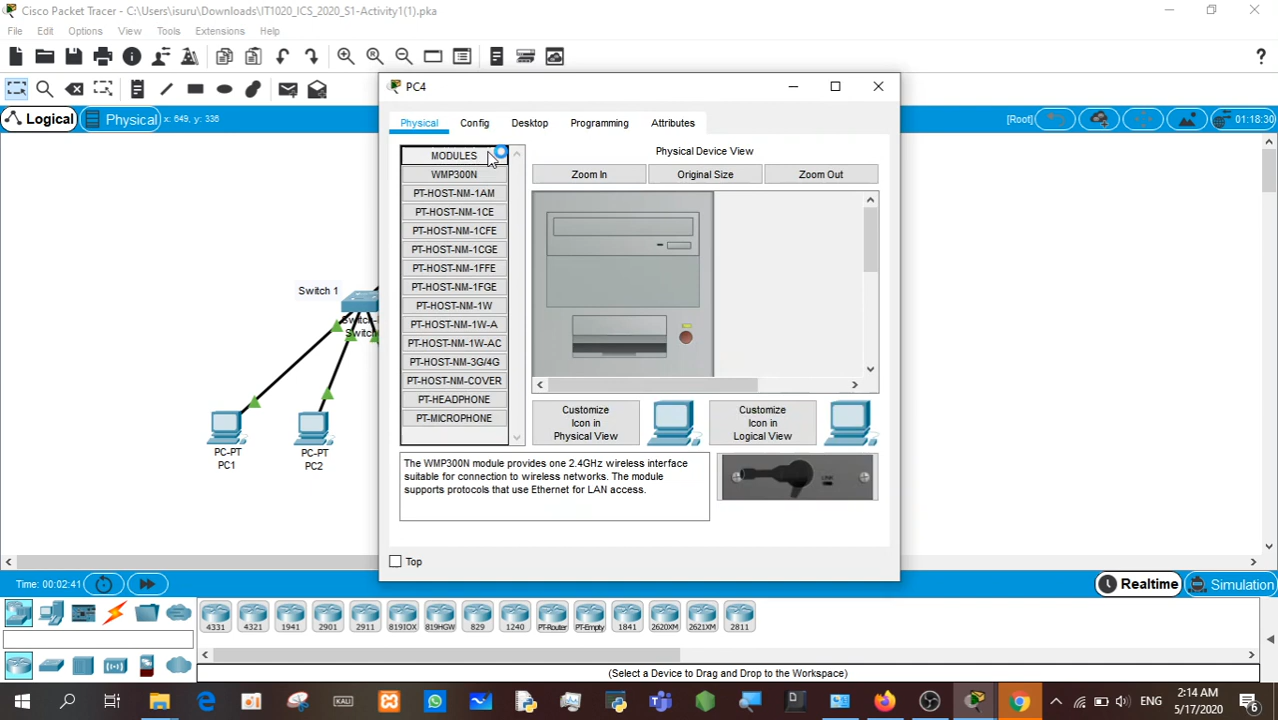 Cisco Packet Tracer - C:\Users\isuru\Downloads\IT1020_ICS_2020_S1-Activity1(1).pka
File Edit Options View Tools Extensions Help
?
Logical
Physical
x: 649, y: 336
[Root]
01:18:30
PC4
Physical Config Desktop Programming Attributes
MODULES
WMP300N
PT-HOST-NM-1AM
PT-HOST-NM-1CE
PT-HOST-NM-1CFE
PT-HOST-NM-1CGE
PT-HOST-NM-1FFE
PT-HOST-NM-1FGE
PT-HOST-NM-1W
PT-HOST-NM-1W-A
PT-HOST-NM-1W-AC
PT-HOST-NM-3G/4G
PT-HOST-NM-COVER
PT-HEADPHONE
PT-MICROPHONE
Physical Device View
Zoom In Original Size Zoom Out
Customize
Icon in
Physical View
Customize
Icon in
Logical View
The WMP300N module provides one 2.4GHz wireless interface
suitable for connection to wireless networks. The module
supports protocols that use Ethernet for LAN access.
LINK
Top
Switch 1
Switch
PC-PT
PC1
PC-PT
PC2
Time: 00:02:41
Realtime
Simulation
4331 4321 1941 2901 2911 819IOX 819HGW 829 1240 PT-Router PT-Empty 1841 2620XM 2621XM 2811
(Select a Device to Drag and Drop to the Workspace)
KALI
ENG
2:14 AM
5/17/2020
6